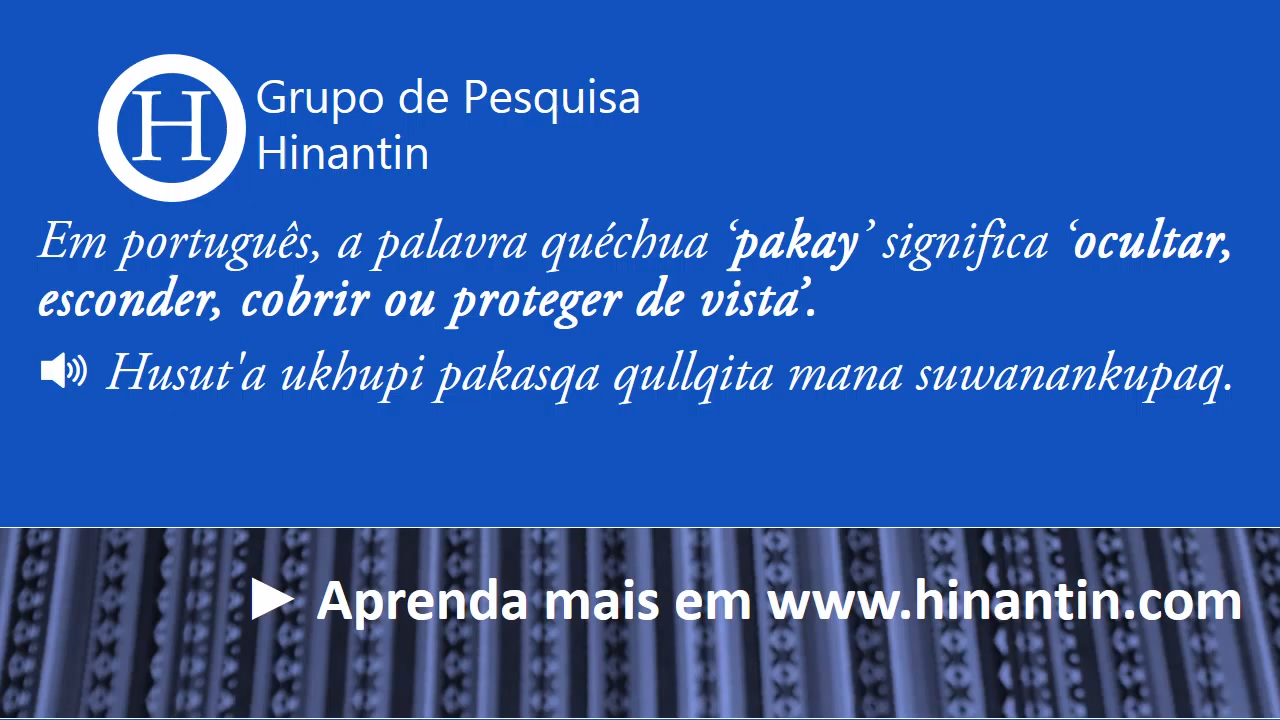 H
Grupo de Pesquisa
Hinantin
Em português, a palavra quéchua ‘pakay’ significa ‘ocultar,
esconder, cobrir ou proteger de vista’.
Husut'a ukhupi pakasqa qullqita mana suwanankupaq.
Aprenda mais em www.hinantin.com